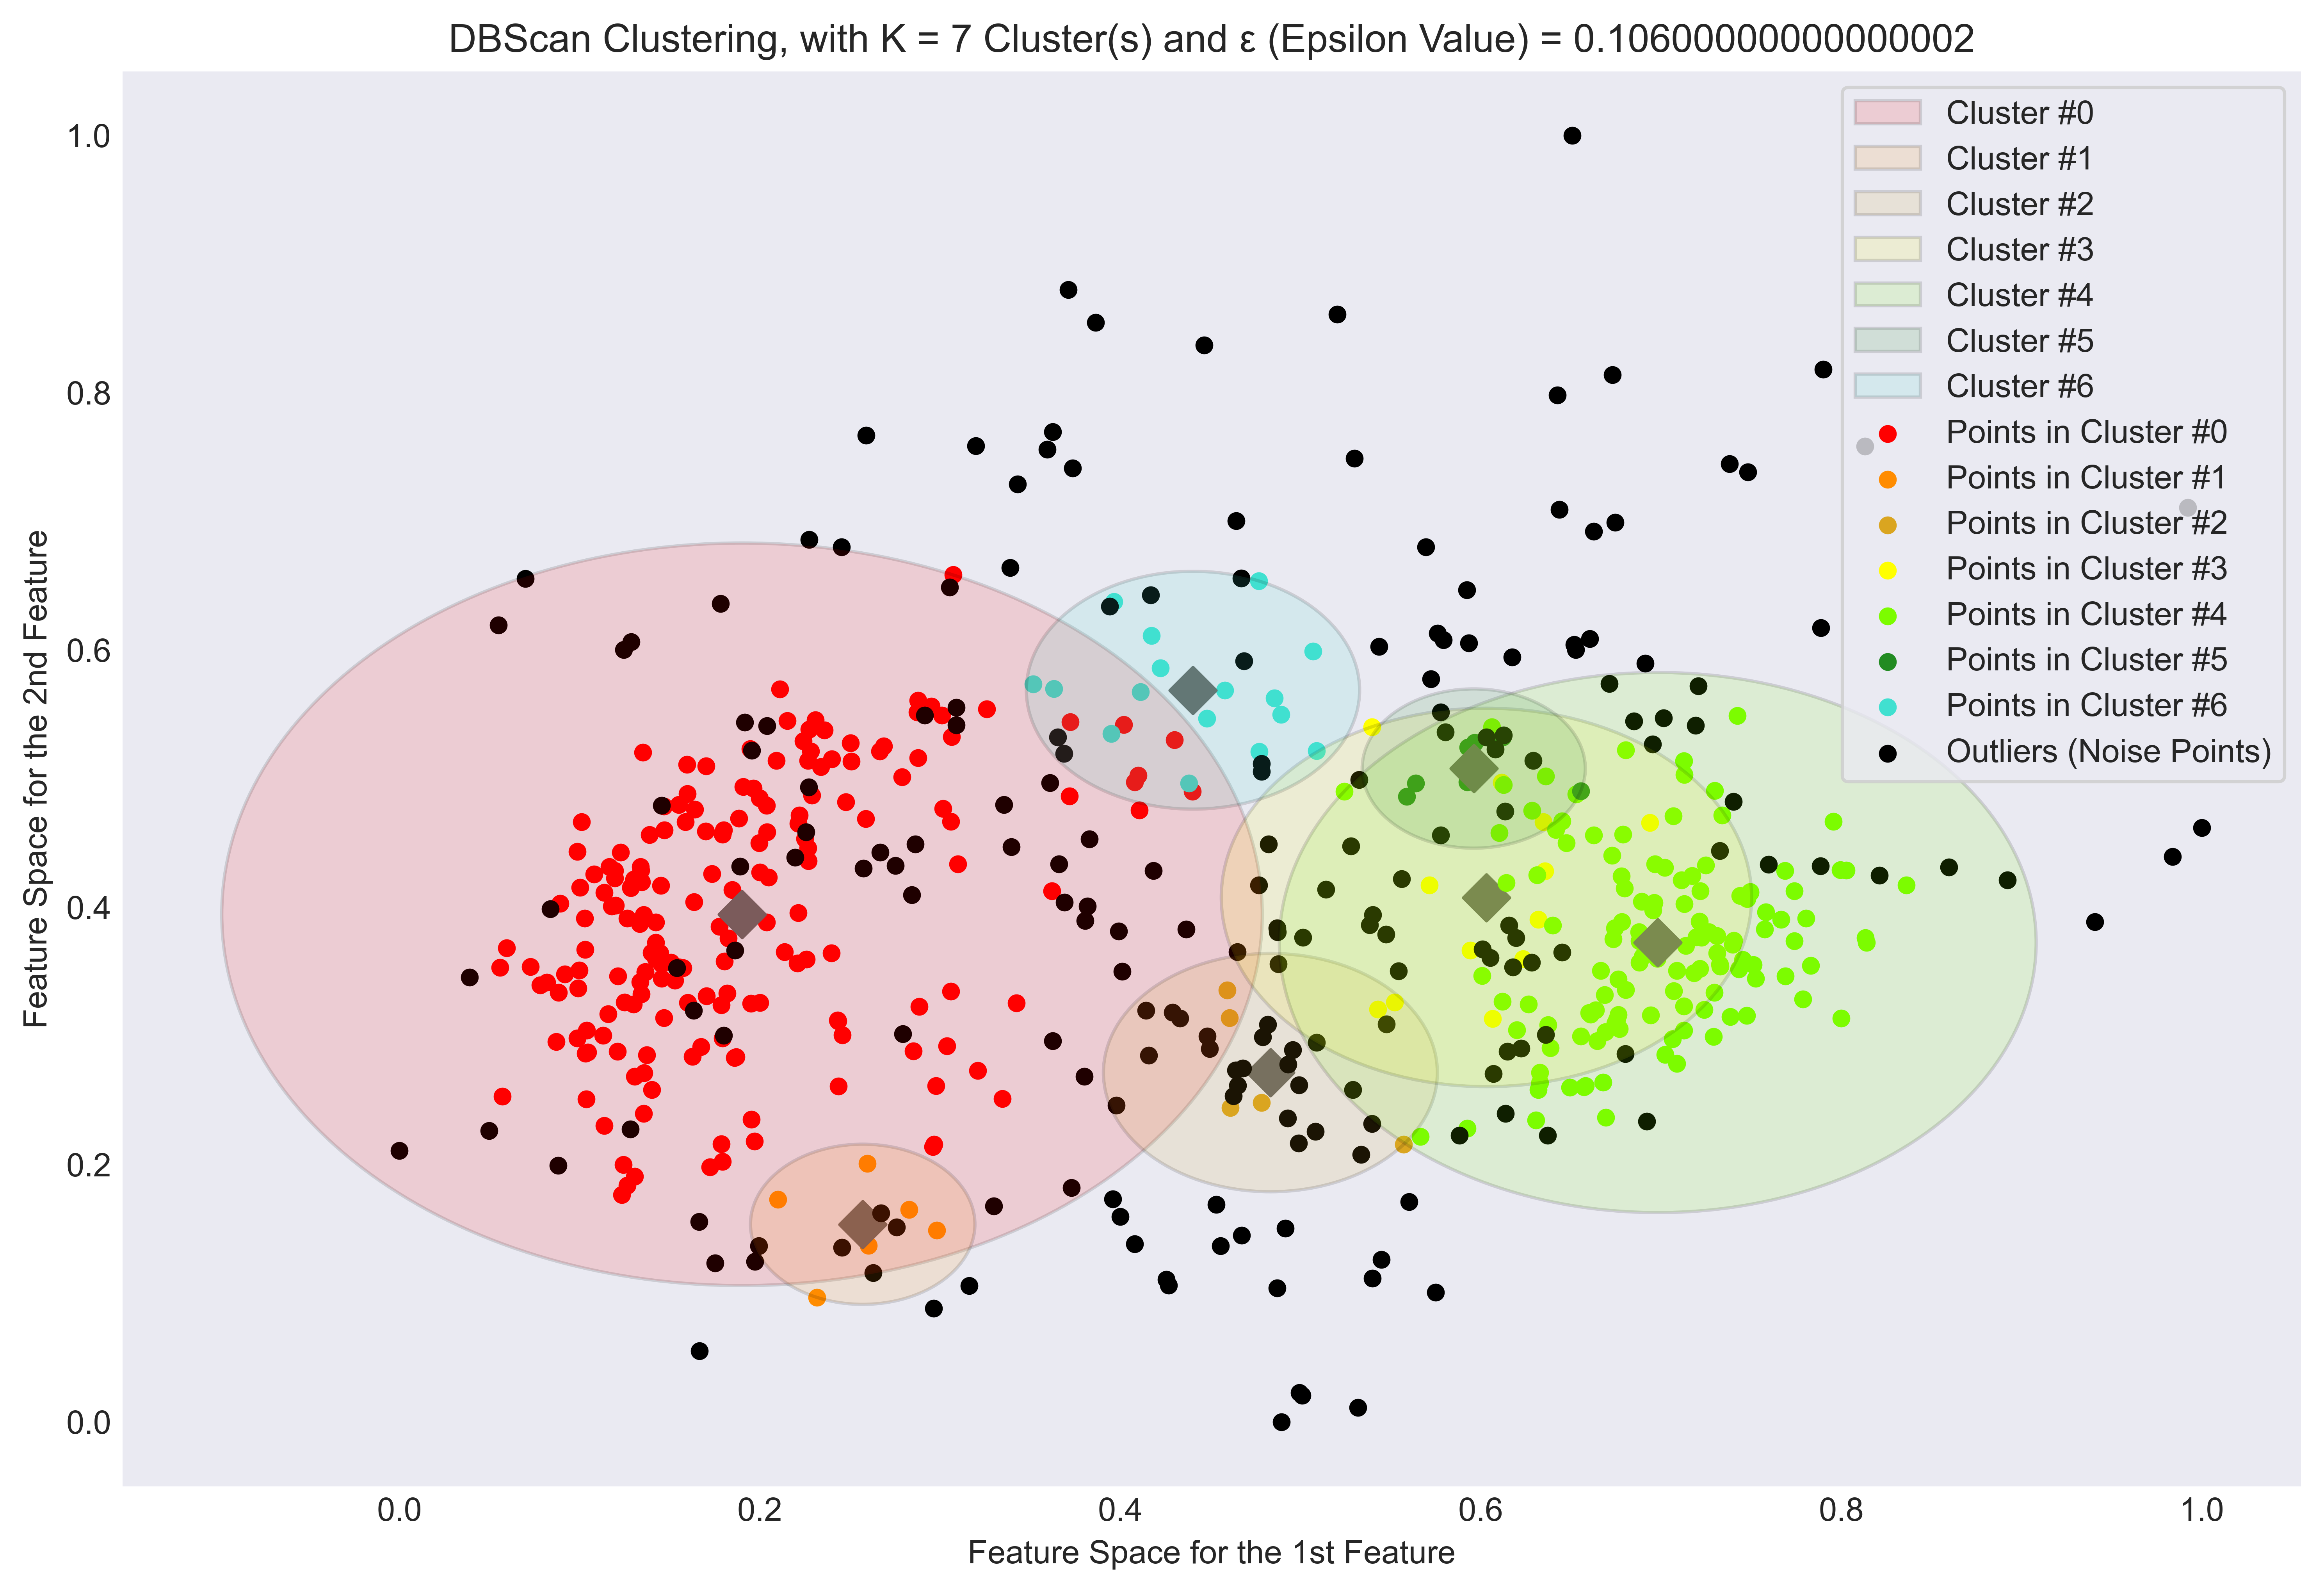 DBScan Clustering, with K = 7 Cluster(s) and ε (Epsilon Value) = 0.10600000000000002
Cluster #0
Cluster #1
Cluster #2
Cluster #3
Cluster #4
Cluster #5
Cluster #6
Points in Cluster #0
Points in Cluster #1
Points in Cluster #2
Points in Cluster #3
Points in Cluster #4
Points in Cluster #5
Points in Cluster #6
Outliers (Noise Points)
Feature Space for the 2nd Feature
1.0
0.8
0.6
0.4
0.2
0.0
0.0 0.2 0.4 0.6 0.8 1.0
Feature Space for the 1st Feature